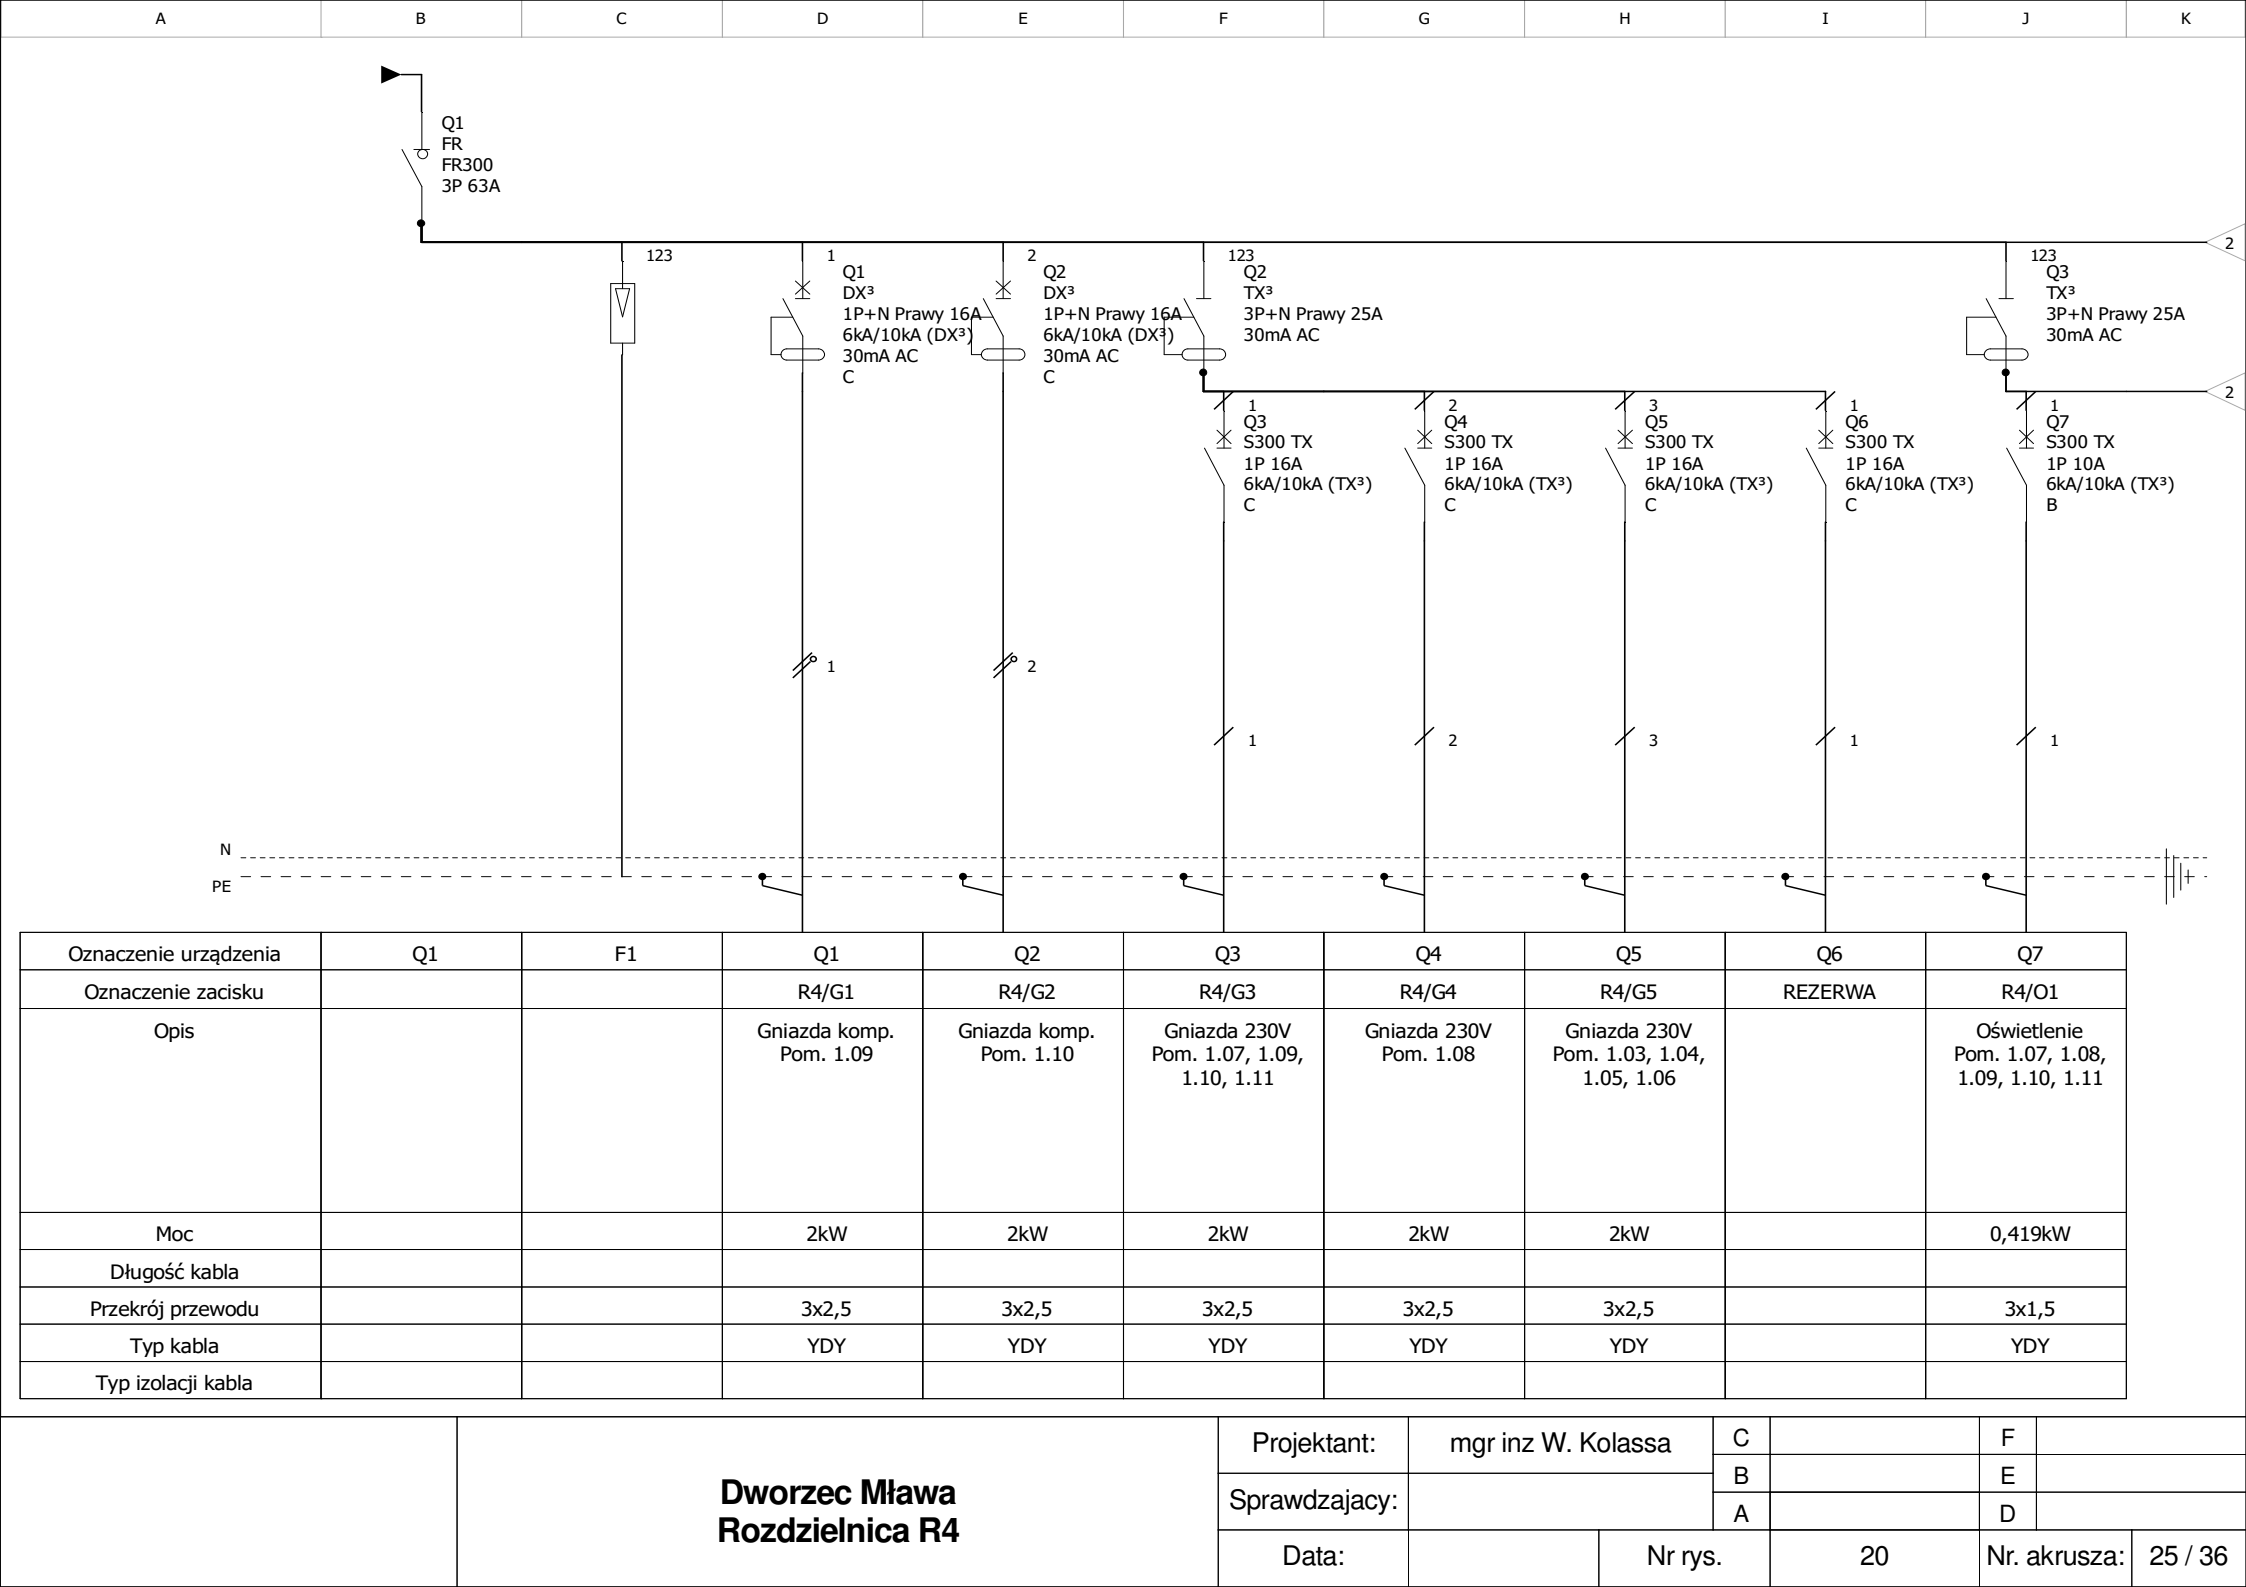 A B C D E F G H I J K
Q1
FR
FR300
3P 63A
123 1 2 123 123 2
Q1
DX³
1P+N Prawy 16A
6kA/10kA (DX³)
30mA AC
C
Q2
DX³
1P+N Prawy 16A
6kA/10kA (DX³)
30mA AC
C
Q2
TX³
3P+N Prawy 25A
30mA AC
Q3
TX³
3P+N Prawy 25A
30mA AC
2
1
Q3
S300 TX
1P 16A
6kA/10kA (TX³)
C
2
Q4
S300 TX
1P 16A
6kA/10kA (TX³)
C
3
Q5
S300 TX
1P 16A
6kA/10kA (TX³)
C
1
Q6
S300 TX
1P 16A
6kA/10kA (TX³)
C
1
Q7
S300 TX
1P 10A
6kA/10kA (TX³)
B
1 2
1 2 3 1 1
N
PE
Oznaczenie urządzenia Q1 F1 Q1 Q2 Q3 Q4 Q5 Q6 Q7
Oznaczenie zacisku R4/G1 R4/G2 R4/G3 R4/G4 R4/G5 REZERWA R4/O1
Opis
Gniazda komp.
Pom. 1.09
Gniazda komp.
Pom. 1.10
Gniazda 230V
Pom. 1.07, 1.09,
1.10, 1.11
Gniazda 230V
Pom. 1.08
Gniazda 230V
Pom. 1.03, 1.04,
1.05, 1.06
Oświetlenie
Pom. 1.07, 1.08,
1.09, 1.10, 1.11
Moc 2kW 2kW 2kW 2kW 2kW 0,419kW
Długość kabla
Przekrój przewodu 3x2,5 3x2,5 3x2,5 3x2,5 3x2,5 3x1,5
Typ kabla YDY YDY YDY YDY YDY YDY
Typ izolacji kabla
Dworzec Mława
Rozdzielnica R4
Projektant: mgr inz W. Kolassa
Sprawdzajacy:
C F
B E
A D
Data: Nr rys. 20 Nr. akrusza: 25 / 36